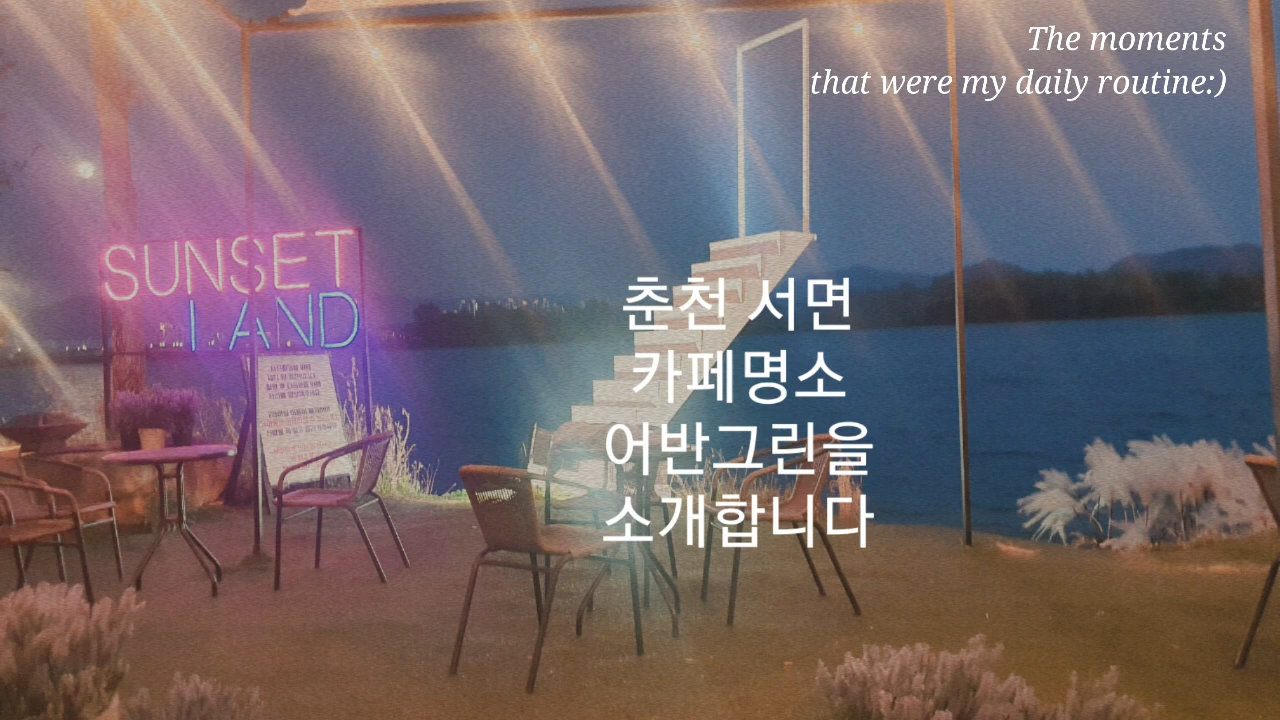 The moments
that were my daily routine:)
SUNSET
LAND
춘천 서면
카페명소
어반그린을
소개합니다